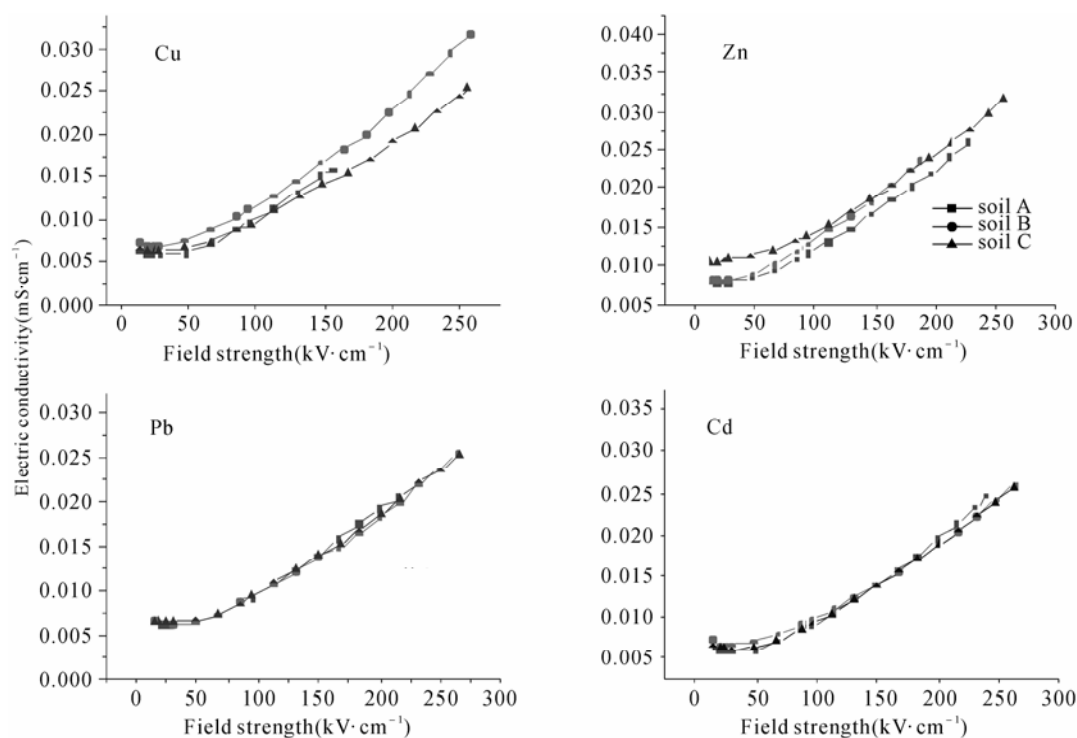 Electric conductivity(mS·cm⁻¹)
Cu
0.030
0.025
0.020
0.015
0.010
0.005
0.000
0 50 100 150 200 250
Field strength(kV·cm⁻¹)
Zn
0.040
0.035
0.030
0.020
0.015
0.010
0.005
0 50 100 150 200 250 300
Field strength(kV·cm⁻¹)
soil A
soil B
soil C
Pb
0.030
0.025
0.020
0.015
0.010
0.005
0.000
0 50 100 150 200 250 300
Field strength(kV·cm⁻¹)
Cd
0.035
0.030
0.025
0.020
0.015
0.010
0.005
0 50 100 150 200 250 300
Field strength(kV·cm⁻¹)